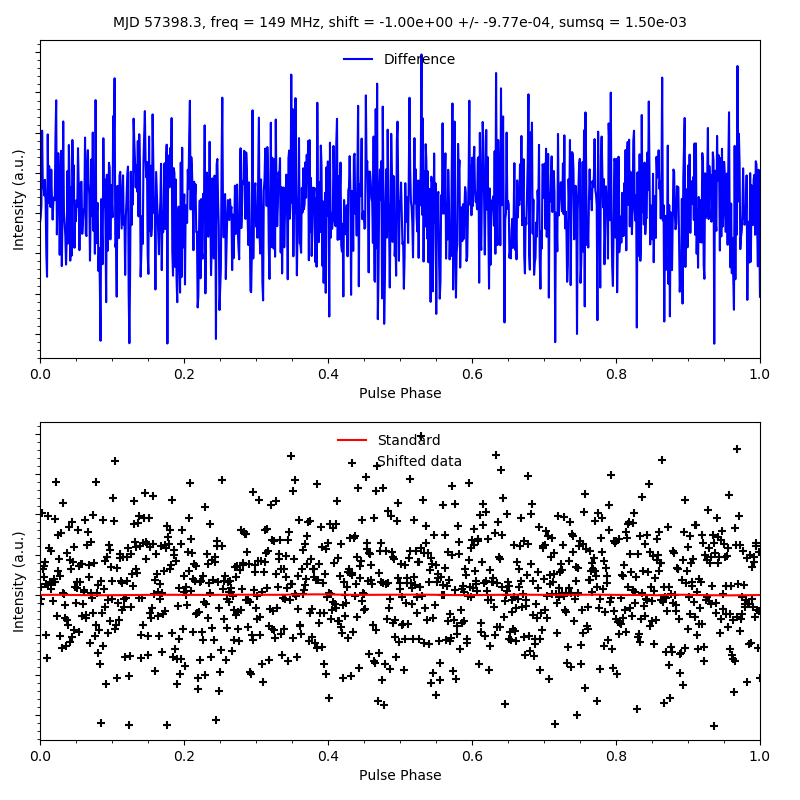 MJD 57398.3, freq = 149 MHz, shift = -1.00e+00 +/- -9.77e-04, sumsq = 1.50e-03
Difference
Intensity (a.u.)
0.0 0.2 0.4 0.6 0.8 1.0
Pulse Phase
Standard
Shifted data
Intensity (a.u.)
0.0 0.2 0.4 0.6 0.8 1.0
Pulse Phase